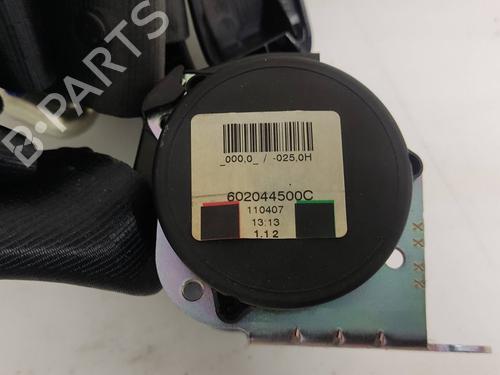 _000,0_ / -025,0H
602044500C
110407
13:13
1.1 2
B-PARTS